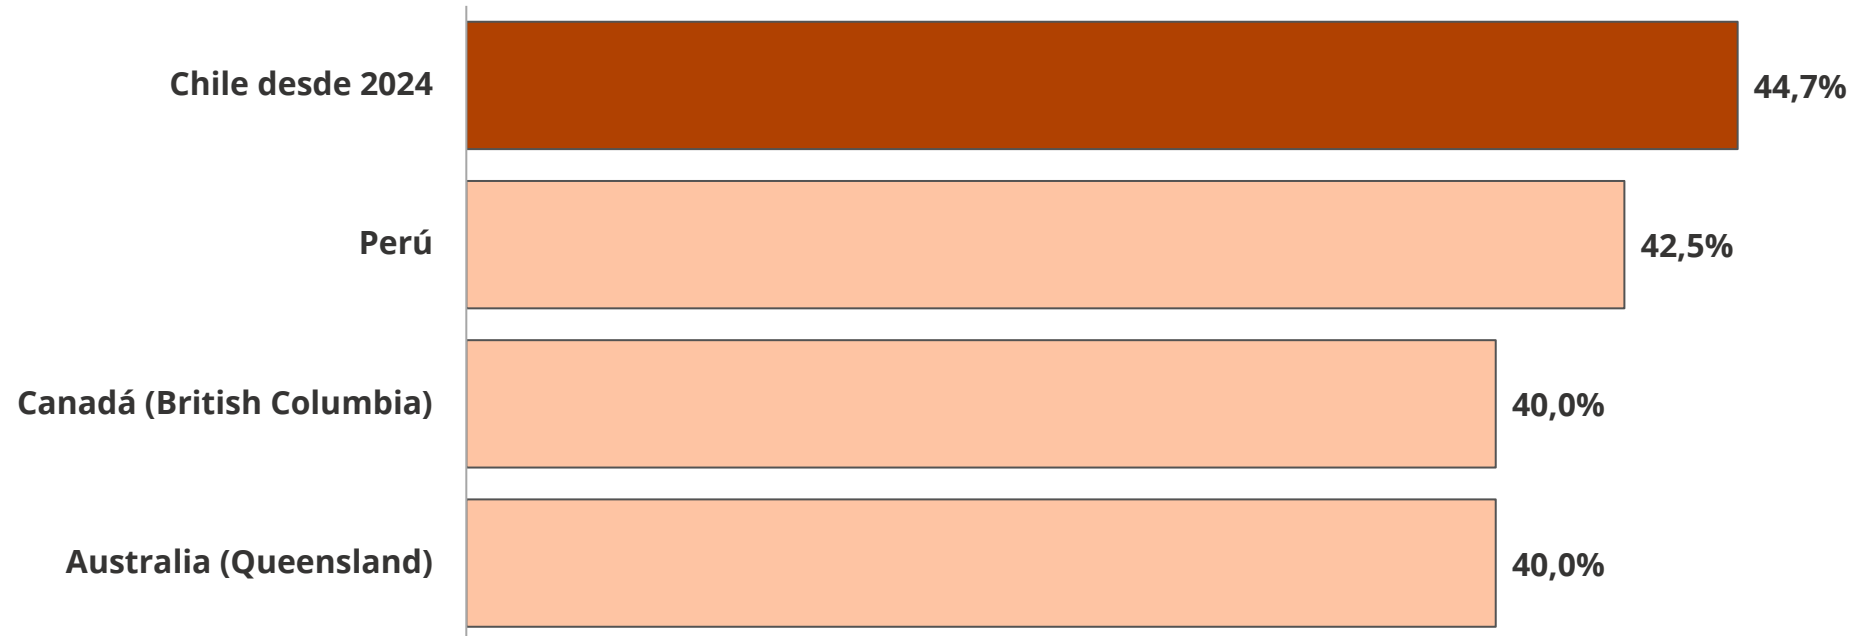 Chile desde 2024 44,7%
Perú 42,5%
Canadá (British Columbia) 40,0%
Australia (Queensland) 40,0%